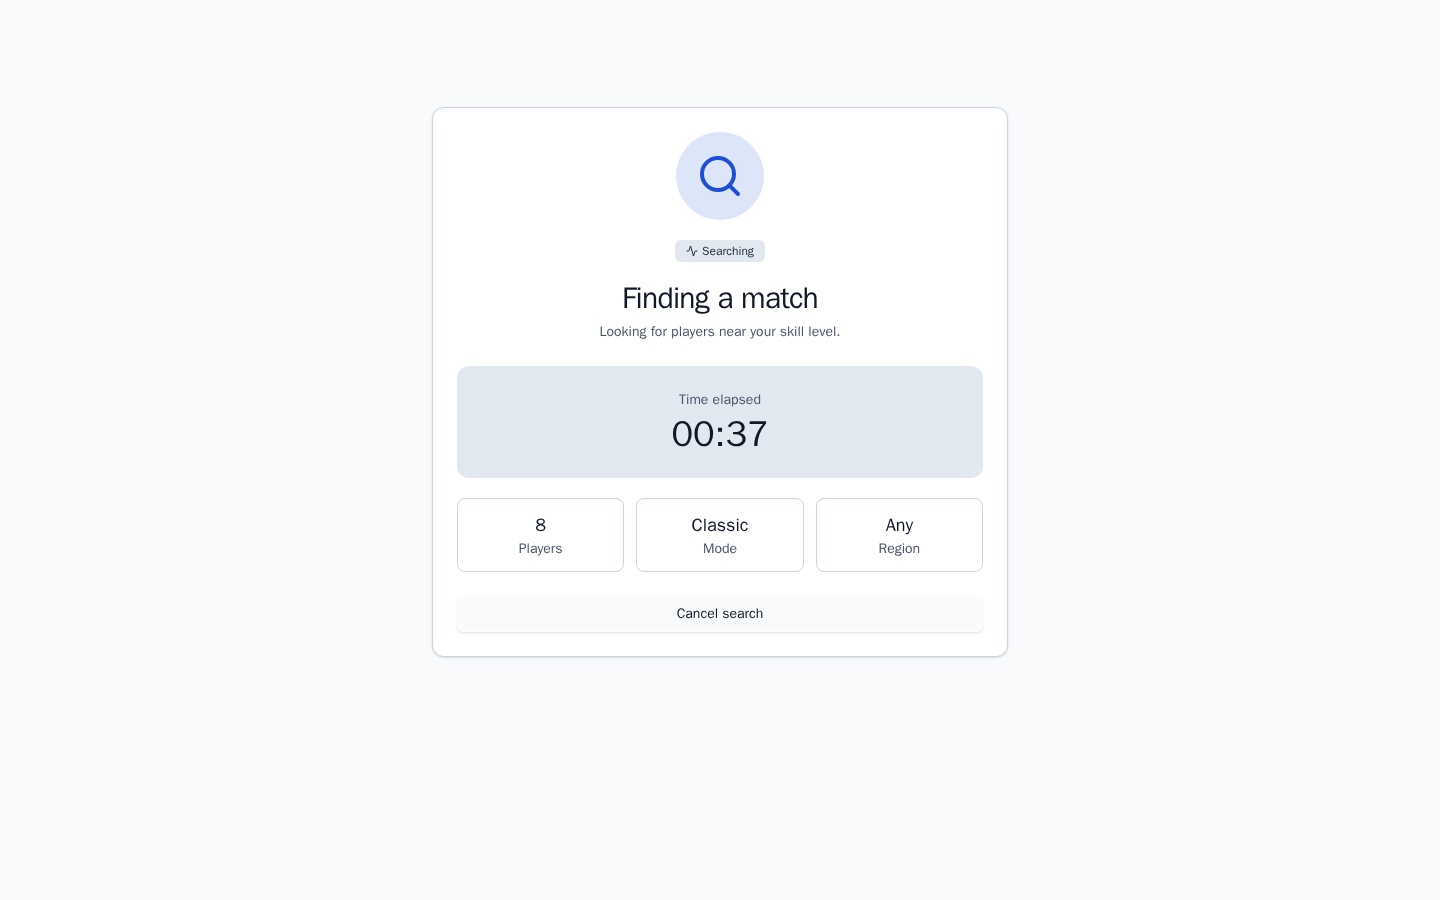 Searching
Finding a match
Looking for players near your skill level.
Time elapsed
00:37
8
Players
Classic
Mode
Any
Region
Cancel search